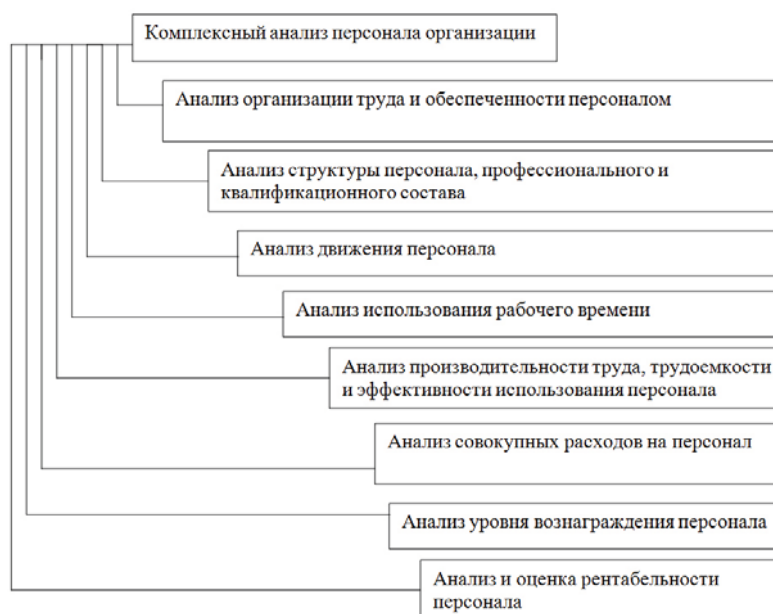 Комплексный анализ персонала организации
Анализ организации труда и обеспеченности персоналом
Анализ структуры персонала, профессионального и
квалификационного состава
Анализ движения персонала
Анализ использования рабочего времени
Анализ производительности труда, трудоемкости
и эффективности использования персонала
Анализ совокупных расходов на персонал
Анализ уровня вознаграждения персонала
Анализ и оценка рентабельности
персонала